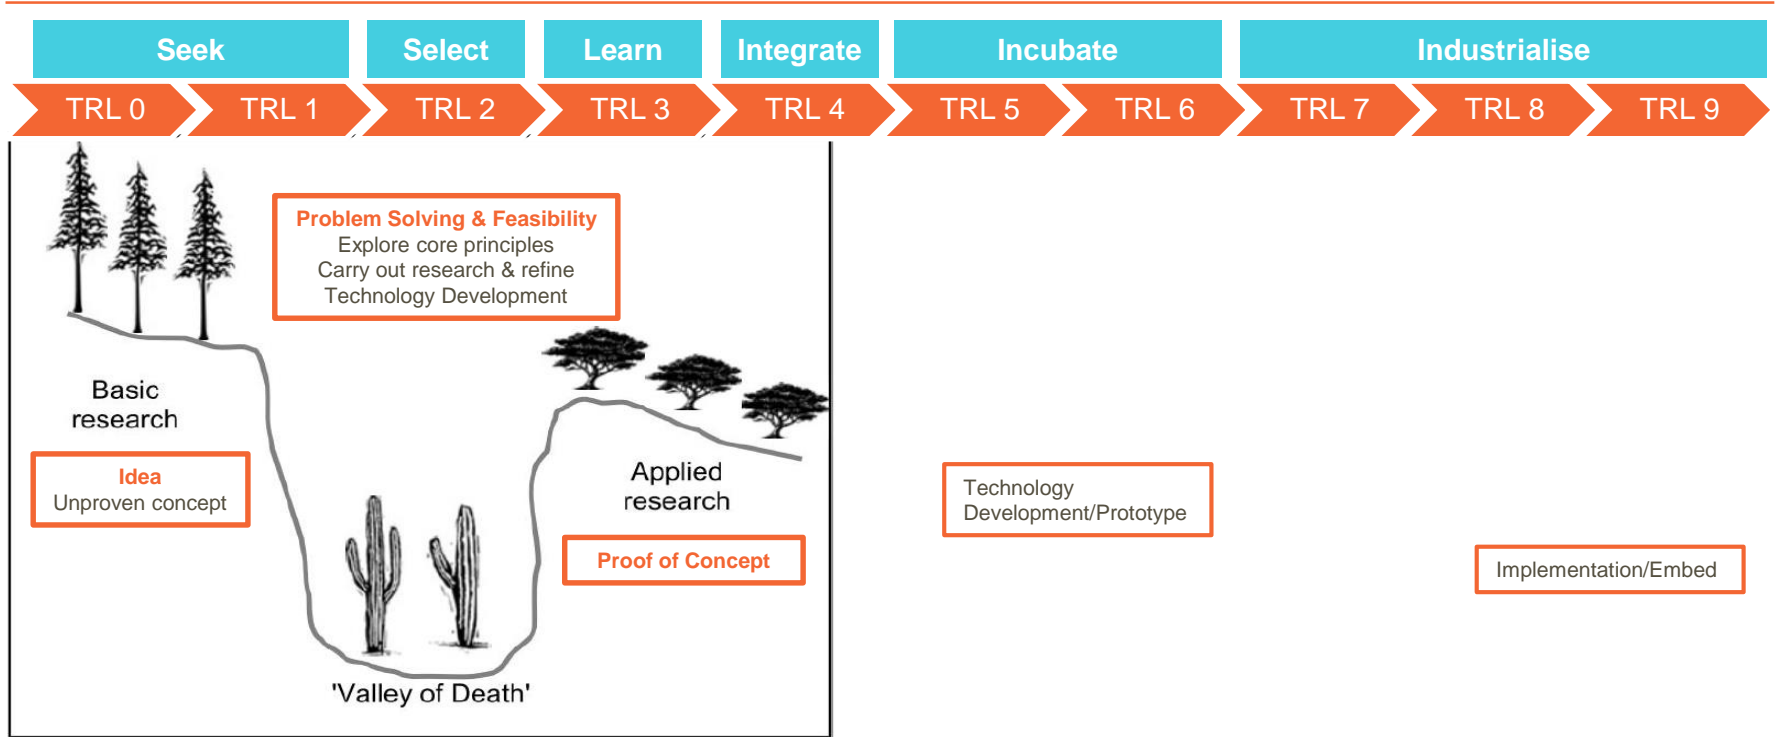 Seek
Select
Learn
Integrate
Incubate
Industrialise
TRL 0
TRL 1
TRL 2
TRL 3
TRL 4
TRL 5
TRL 6
TRL 7
TRL 8
TRL 9
Problem Solving & Feasibility
Explore core principles
Carry out research & refine
Technology Development
Basic
research
Idea
Unproven concept
Applied
research
Proof of Concept
'Valley of Death'
Technology
Development/Prototype
Implementation/Embed